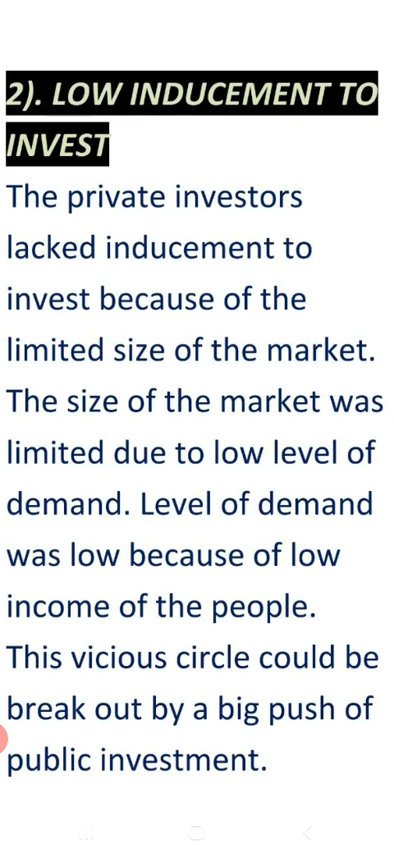 2). LOW INDUCEMENT TO
INVEST
The private investors
lacked inducement to
invest because of the
limited size of the market.
The size of the market was
limited due to low level of
demand. Level of demand
was low because of low
income of the people.
This vicious circle could be
break out by a big push of
public investment.